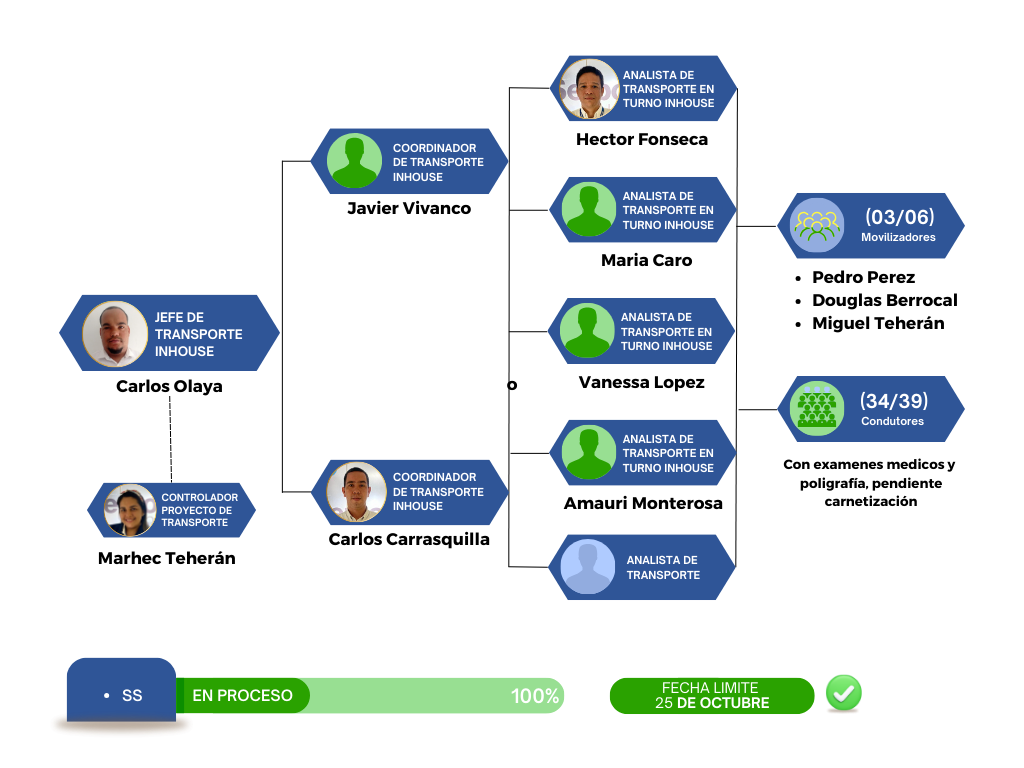 ANALISTA DE
TRANSPORTE EN
TURNO INHOUSE
Hector Fonseca
COORDINADOR
DE TRANSPORTE
INHOUSE
Javier Vivanco
ANALISTA DE
TRANSPORTE EN
TURNO INHOUSE
Maria Caro
(03/06)
Movilizadores
• Pedro Perez
• Douglas Berrocal
• Miguel Teherán
JEFE DE
TRANSPORTE
INHOUSE
Carlos Olaya
ANALISTA DE
TRANSPORTE EN
TURNO INHOUSE
Vanessa Lopez
o
(34/39)
Condutores
Con examenes medicos y
poligrafía, pendiente
carnetización
ANALISTA DE
TRANSPORTE EN
TURNO INHOUSE
Amauri Monterosa
COORDINADOR
DE TRANSPORTE
INHOUSE
Carlos Carrasquilla
CONTROLADOR
PROYECTO DE
TRANSPORTE
Marhec Teherán
ANALISTA DE
TRANSPORTE
• SS
EN PROCESO
100%
FECHA LIMITE
25 DE OCTUBRE